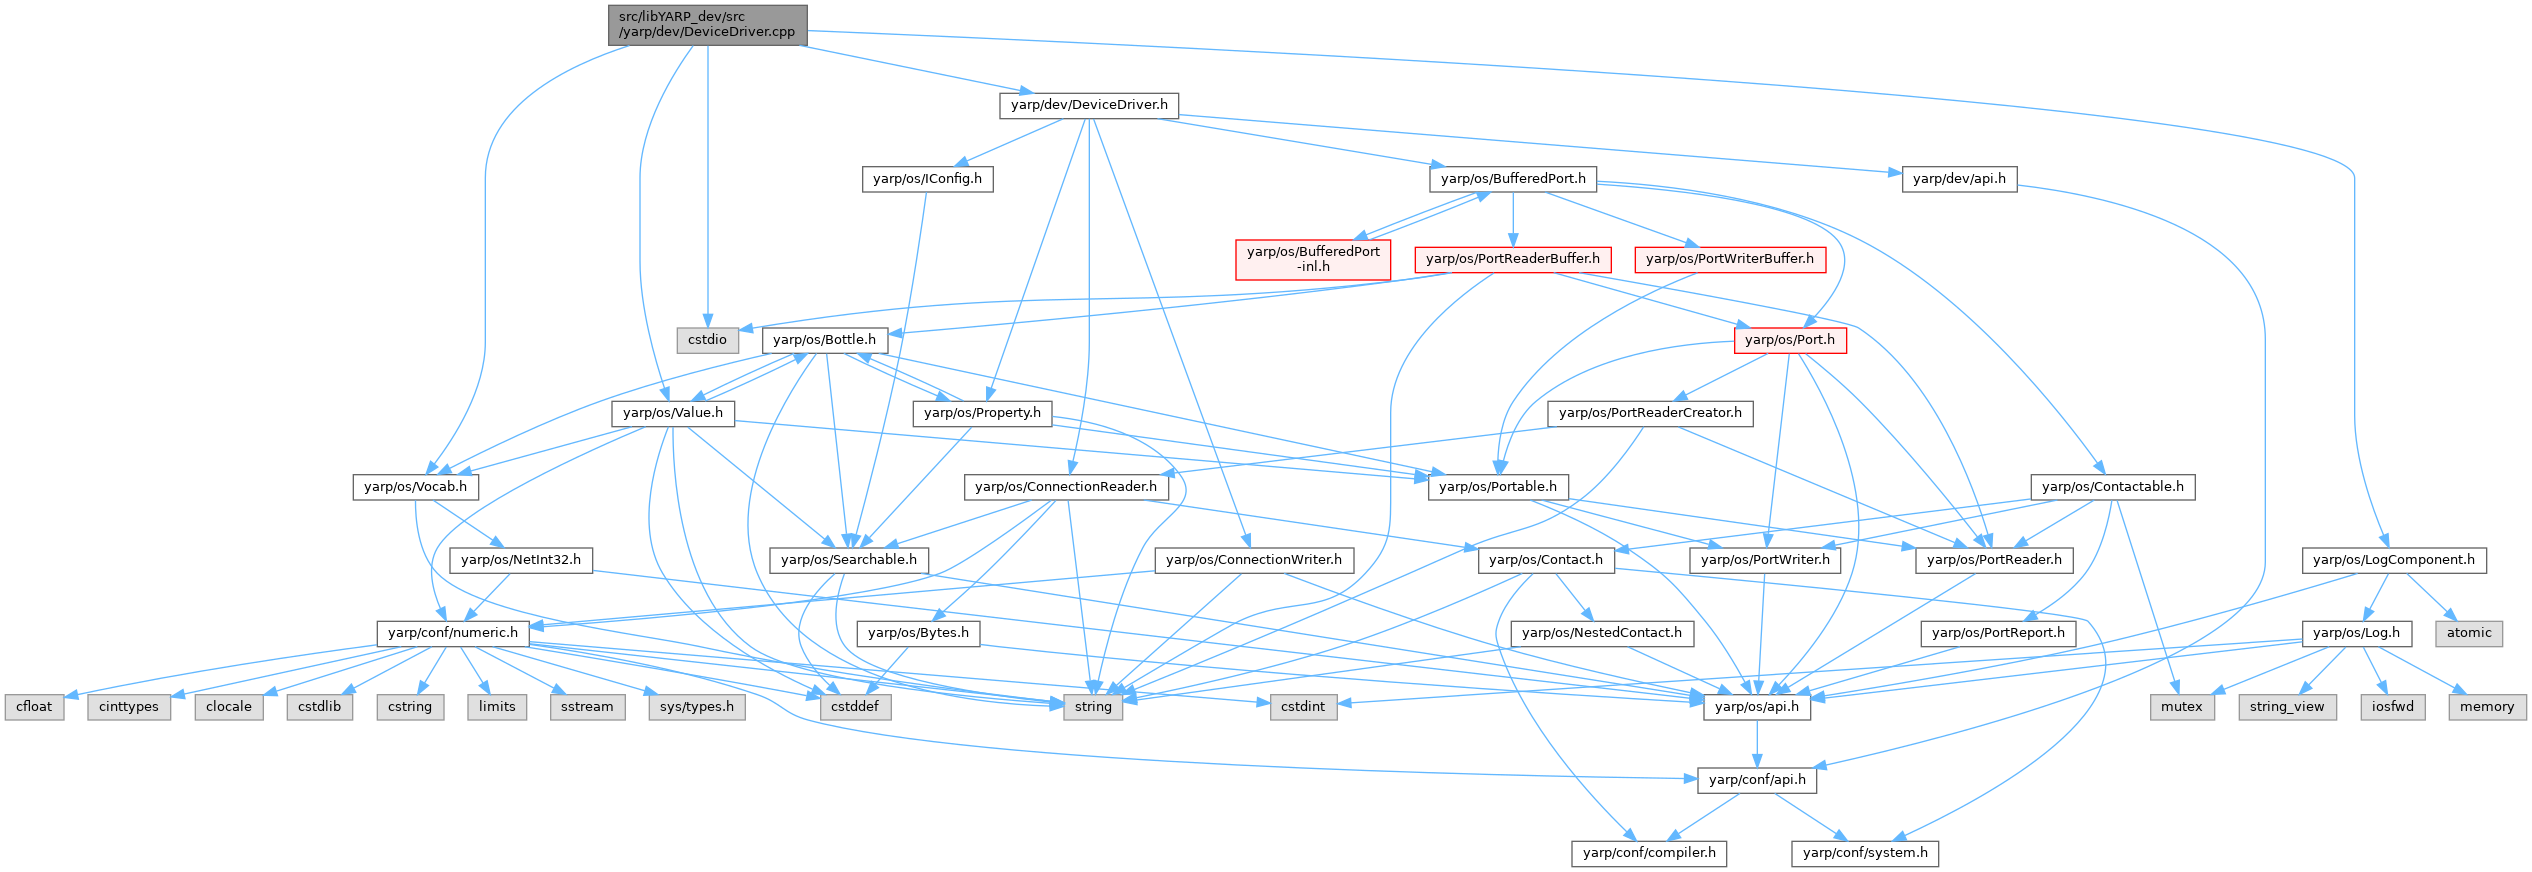 src/libYARP_dev/src
/yarp/dev/DeviceDriver.cpp
yarp/dev/DeviceDriver.h
yarp/os/IConfig.h
yarp/os/BufferedPort.h
yarp/dev/api.h
yarp/os/BufferedPort
-inl.h
yarp/os/PortReaderBuffer.h
yarp/os/PortWriterBuffer.h
cstdio
yarp/os/Bottle.h
yarp/os/Port.h
yarp/os/Value.h
yarp/os/Property.h
yarp/os/PortReaderCreator.h
yarp/os/Vocab.h
yarp/os/ConnectionReader.h
yarp/os/Portable.h
yarp/os/Contactable.h
yarp/os/NetInt32.h
yarp/os/Searchable.h
yarp/os/ConnectionWriter.h
yarp/os/Contact.h
yarp/os/PortWriter.h
yarp/os/PortReader.h
yarp/os/LogComponent.h
yarp/conf/numeric.h
yarp/os/Bytes.h
yarp/os/NestedContact.h
yarp/os/PortReport.h
yarp/os/Log.h
atomic
cfloat
cinttypes
clocale
cstdlib
cstring
limits
sstream
sys/types.h
cstddef
string
cstdint
yarp/os/api.h
mutex
string_view
iosfwd
memory
yarp/conf/api.h
yarp/conf/compiler.h
yarp/conf/system.h